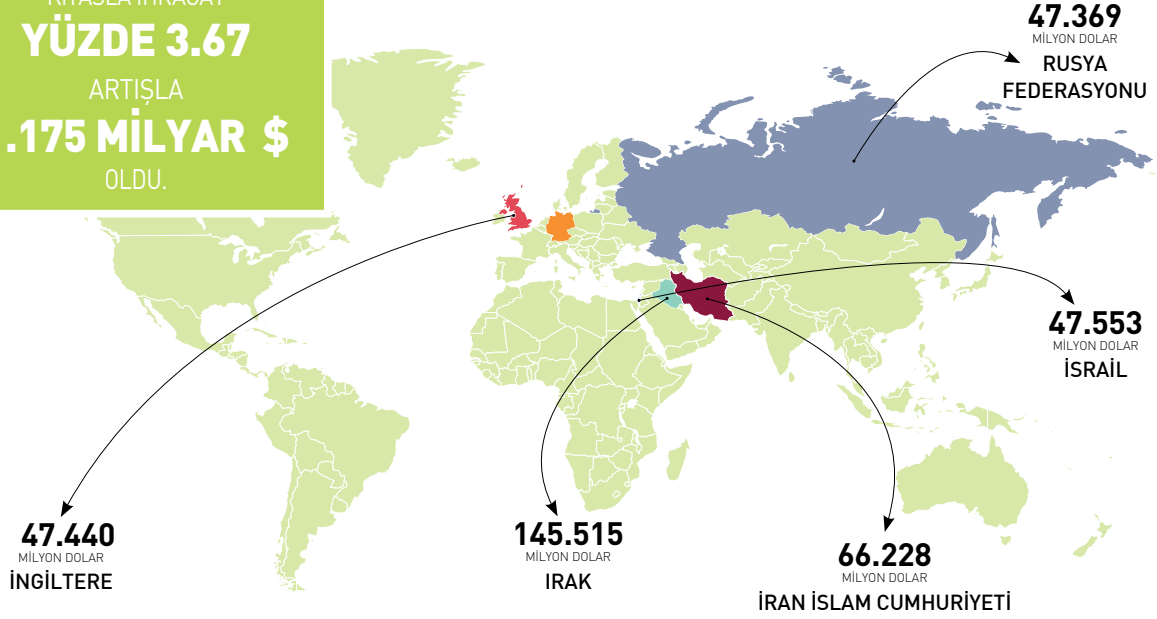 YÜZDE 3.67
ARTIŞLA
.175 MİLYAR $
OLDU.
47.369
MİLYON DOLAR
RUSYA
FEDERASYONU
47.553
MİLYON DOLAR
İSRAİL
47.440
MİLYON DOLAR
İNGİLTERE
145.515
MİLYON DOLAR
IRAK
66.228
MİLYON DOLAR
İRAN İSLAM CUMHURİYETİ